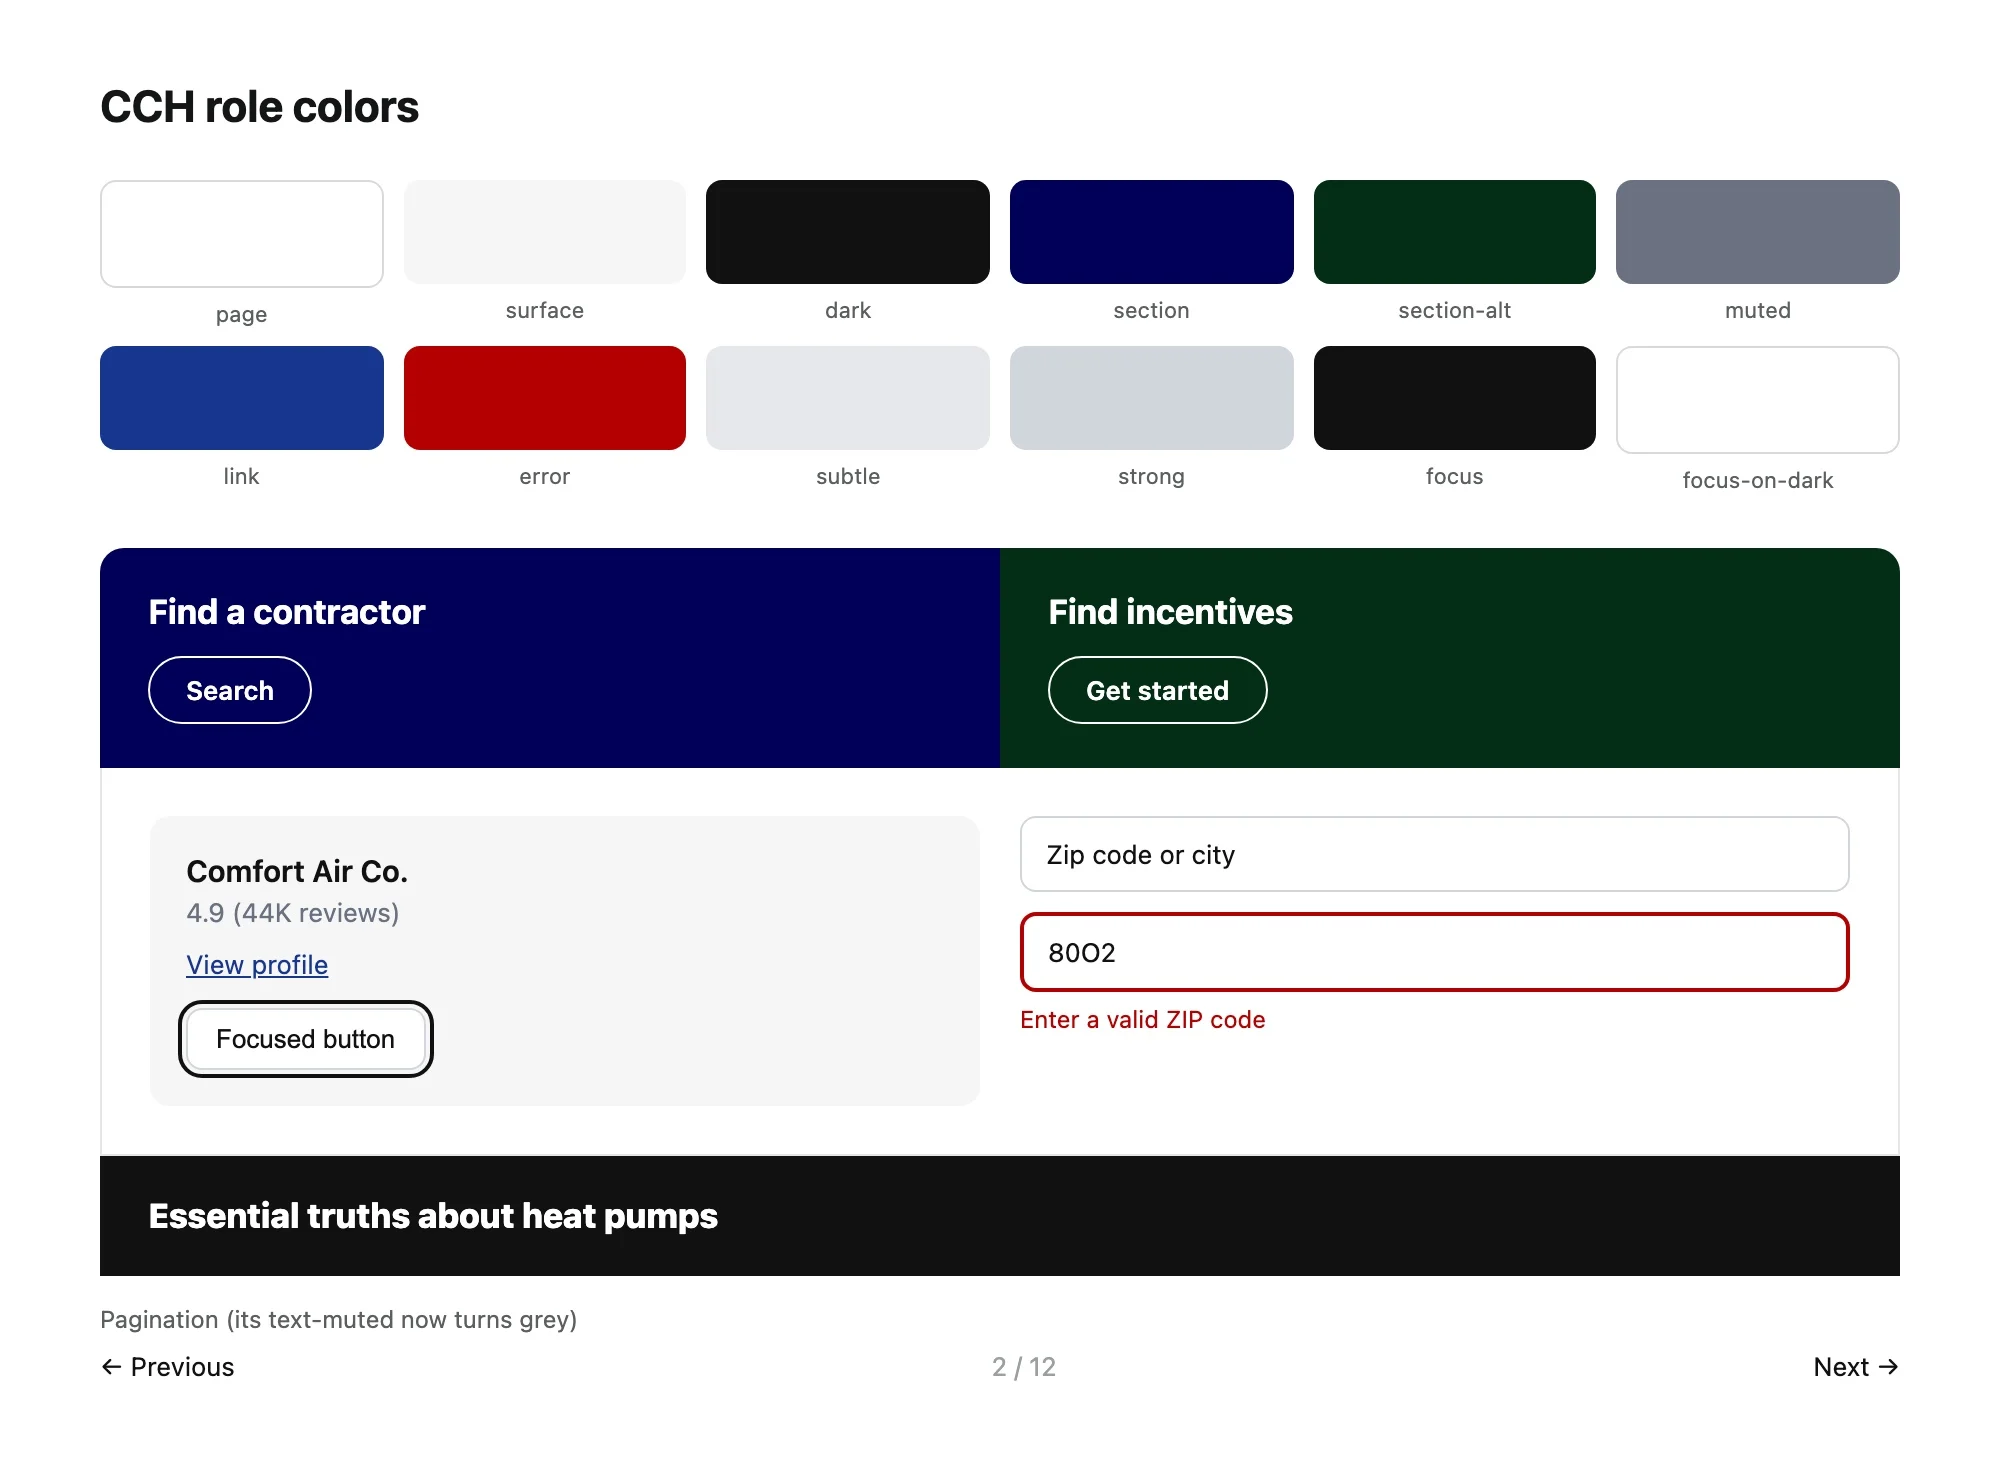 CCH role colors
page
surface
dark
section
section-alt
muted
link
error
subtle
strong
focus
focus-on-dark
Find a contractor
Search
Find incentives
Get started
Comfort Air Co.
4.9 (44K reviews)
View profile
Focused button
Zip code or city
80O2
Enter a valid ZIP code
Essential truths about heat pumps
Pagination (its text-muted now turns grey)
← Previous
2 / 12
Next →